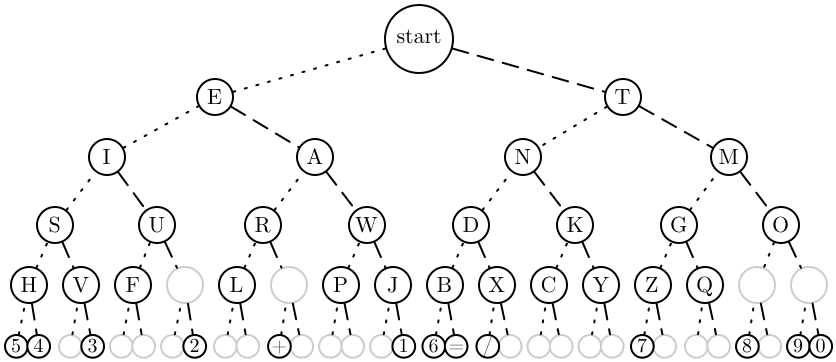 start
E T
I A N M
S U R W D K G O
H V F L P J B X C Y Z Q
5 4 3 2 + 1 6 = / 7 8 9 0